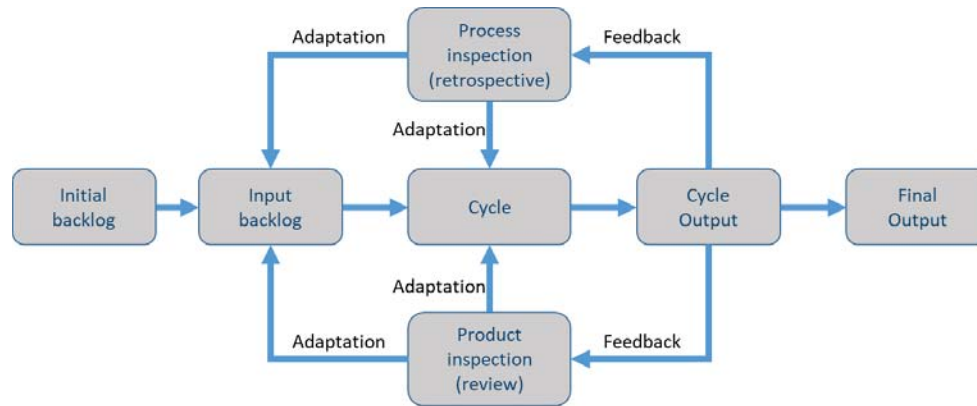 Adaptation
Process
inspection
(retrospective)
Feedback
Adaptation
Initial
backlog
Input
backlog
Cycle
Cycle
Output
Final
Output
Adaptation
Adaptation
Product
inspection
(review)
Feedback